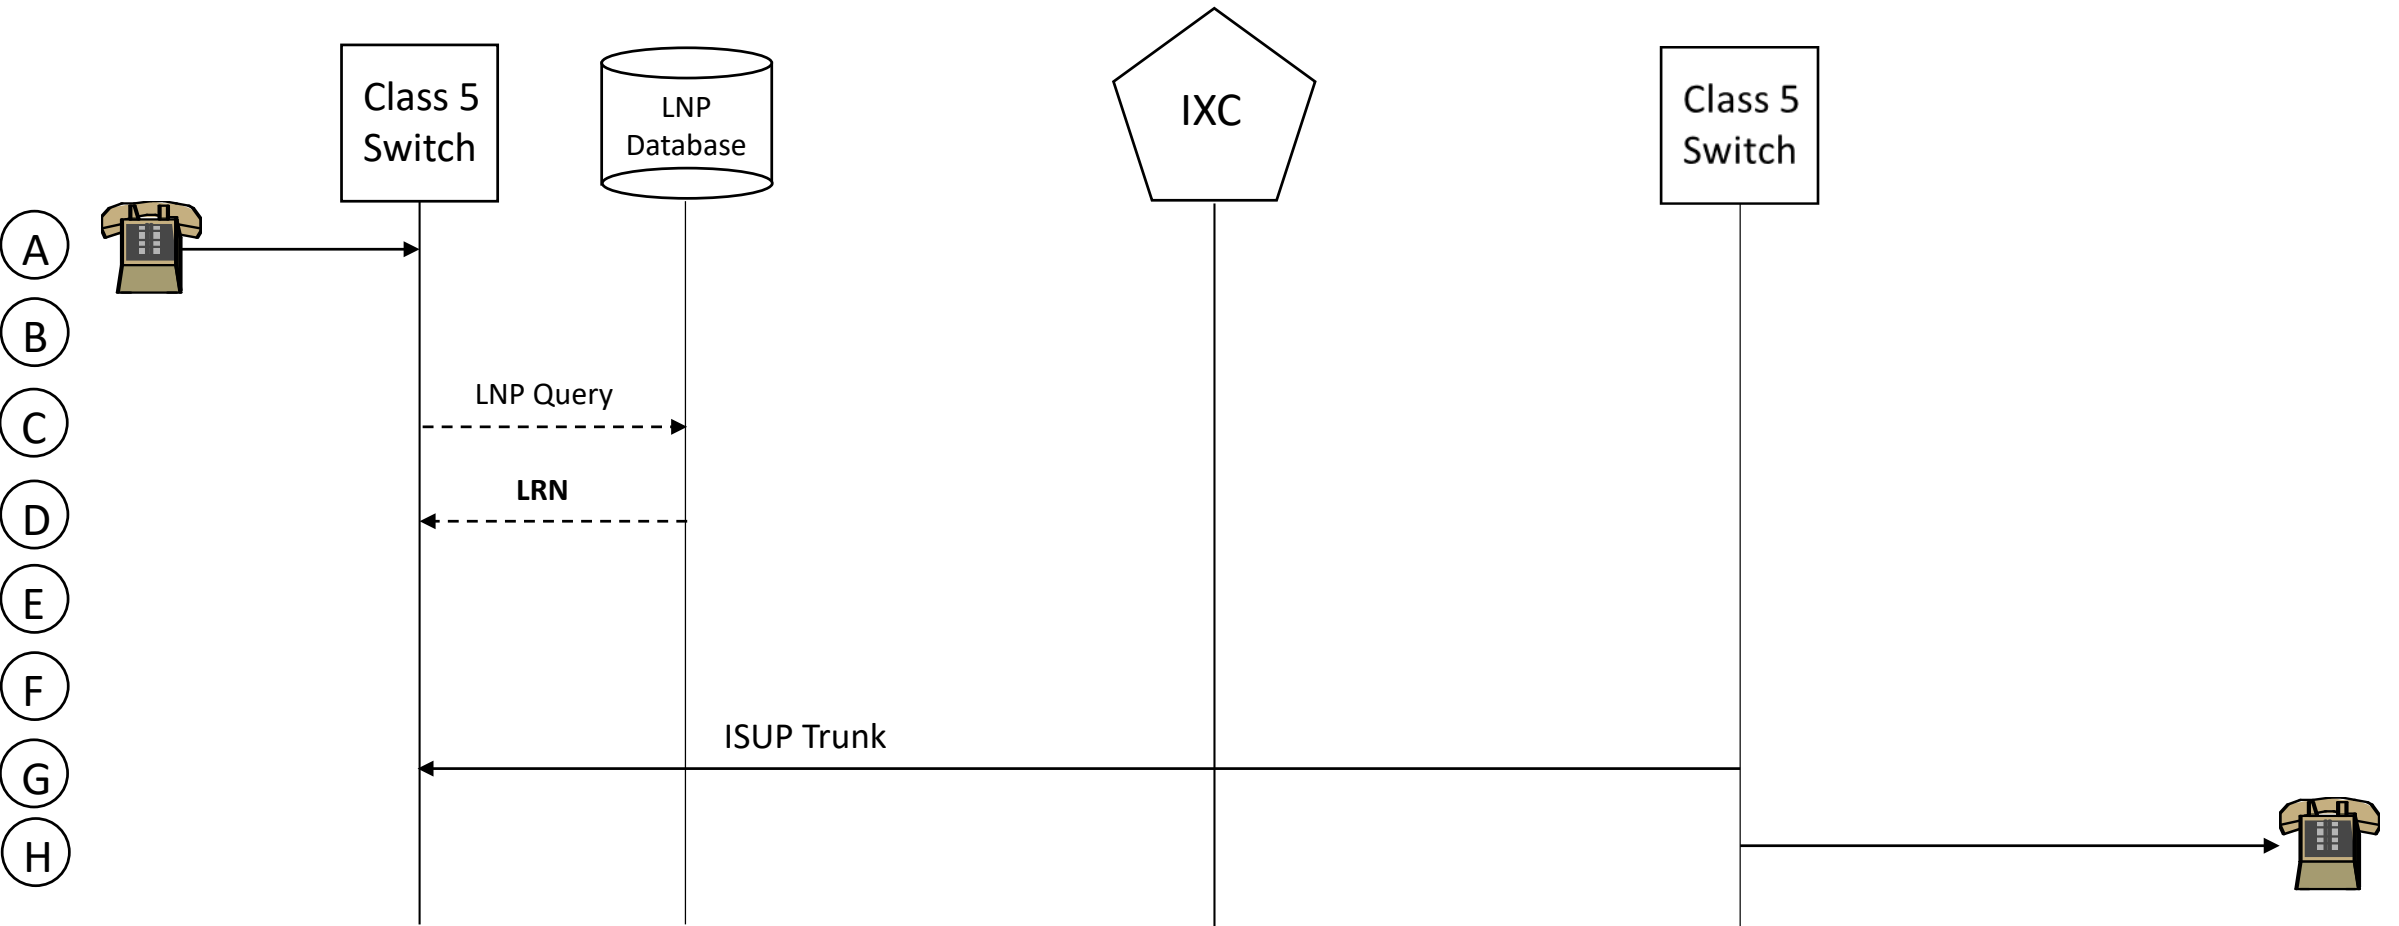 Class 5
Switch
LNP
Database
IXC
Class 5
Switch
A
B
LNP Query
C
LRN
D
E
F
ISUP Trunk
G
H